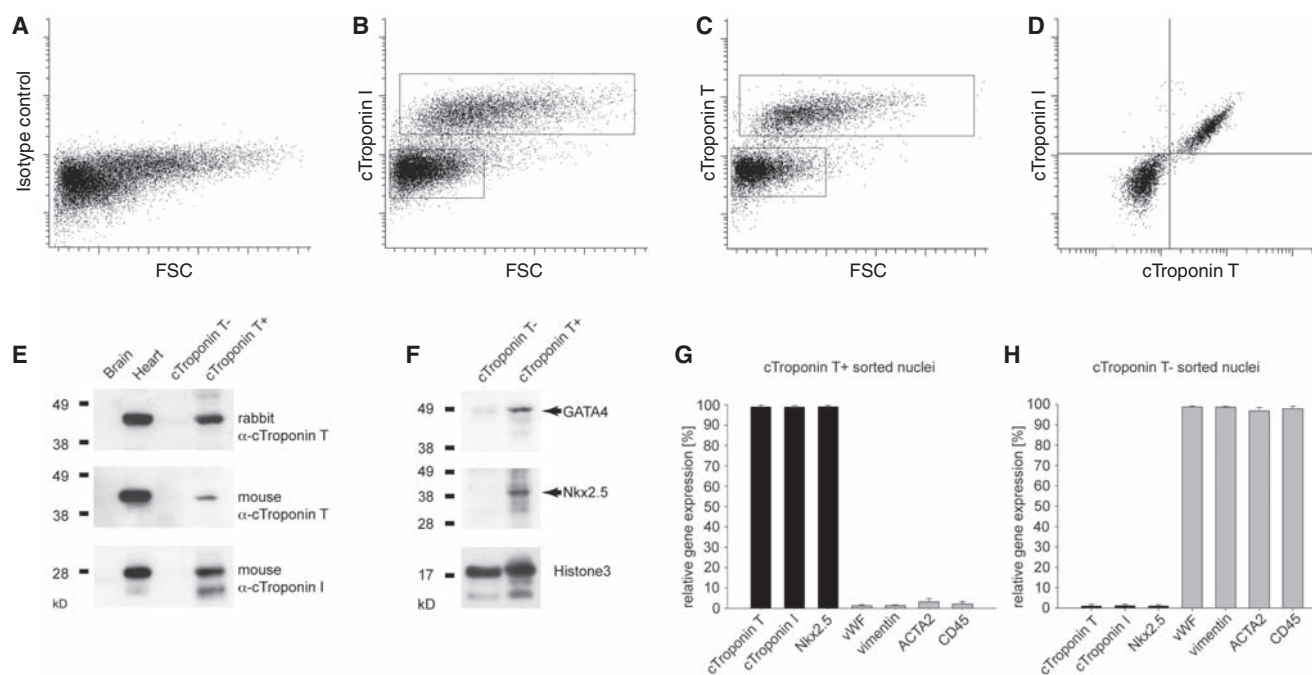 A
Isotype control
FSC
B
cTroponin I
FSC
C
cTroponin T
FSC
D
cTroponin I
cTroponin T
E
Brain
Heart
cTroponin T-
cTroponin T+
49
38
rabbit
α-cTroponin T
49
38
mouse
α-cTroponin T
28
kD
mouse
α-cTroponin I
F
cTroponin T-
cTroponin T+
49
38
GATA4
49
38
28
Nkx2.5
17
kD
Histone3
G
cTroponin T+ sorted nuclei
relative gene expression [%]
100
90
80
70
60
50
40
30
20
10
0
cTroponin T
cTroponin I
Nkx2.5
vWF
vimentin
ACTA2
CD45
H
cTroponin T- sorted nuclei
relative gene expression [%]
100
90
80
70
60
50
40
30
20
10
0
cTroponin T
cTroponin I
Nkx2.5
vWF
vimentin
ACTA2
CD45